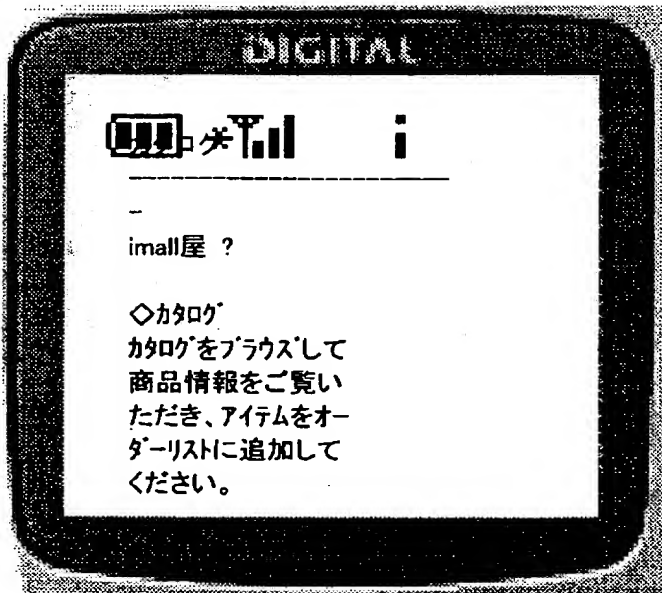 DIGITAL
imall屋 ?
◇ｶﾀﾛｸﾞ
ｶﾀﾛｸﾞをﾌﾞﾗｳｽﾞして
商品情報をご覧い
ただき、ｱｲﾃﾑをｵｰ
ﾀﾞｰﾘｽﾄに追加して
ください。